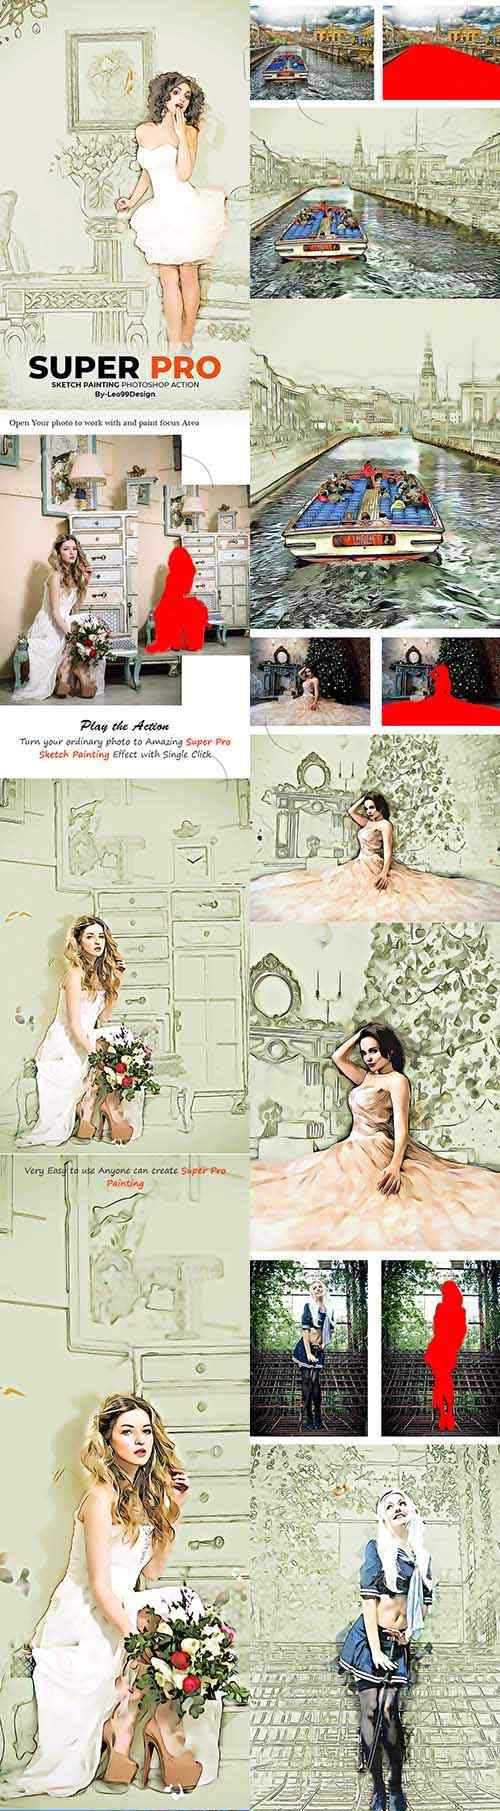 SUPER PRO
SKETCH PAINTING PHOTOSHOP ACTION
By-Leo99Design
Open Your photo to work with and paint focus Area
Play the Action
Turn your ordinary photo to Amazing Super Pro
Sketch Painting Effect with Single Click
Very Easy to use Anyone can create Super Pro
Painting